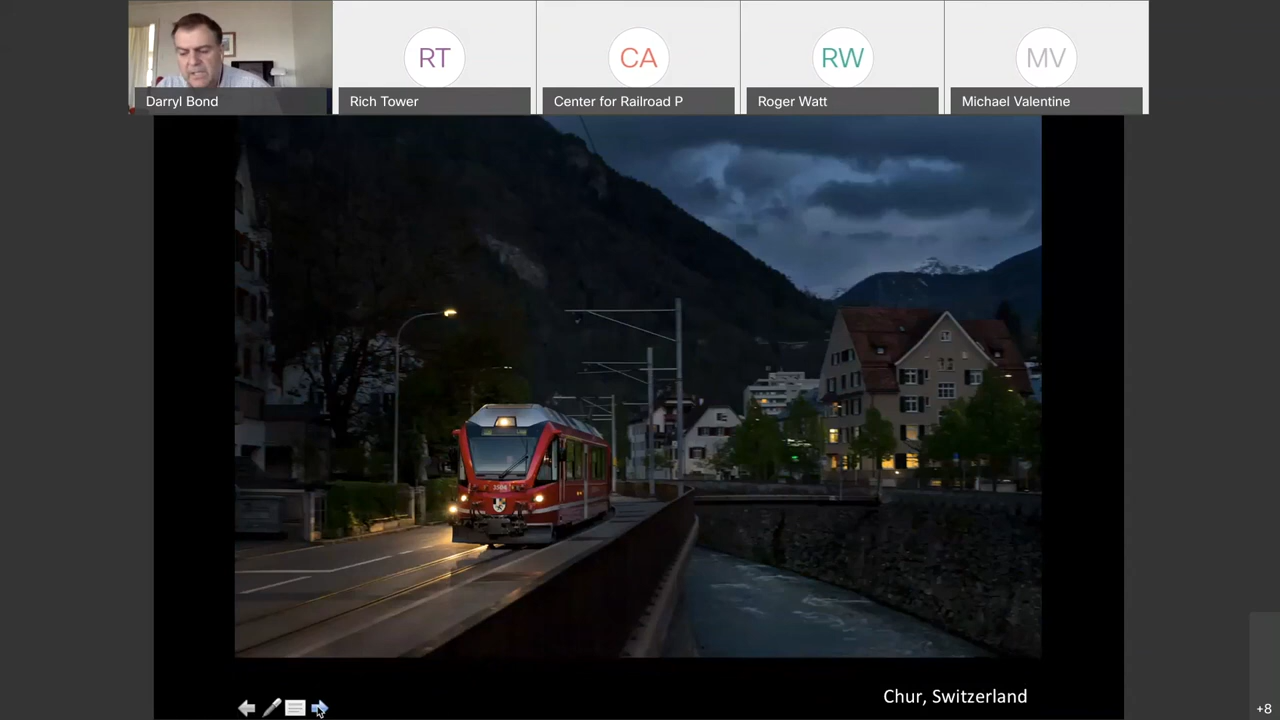 RT
CA
RW
MV
Darryl Bond
Rich Tower
Center for Railroad P
Roger Watt
Michael Valentine
Chur, Switzerland
+8